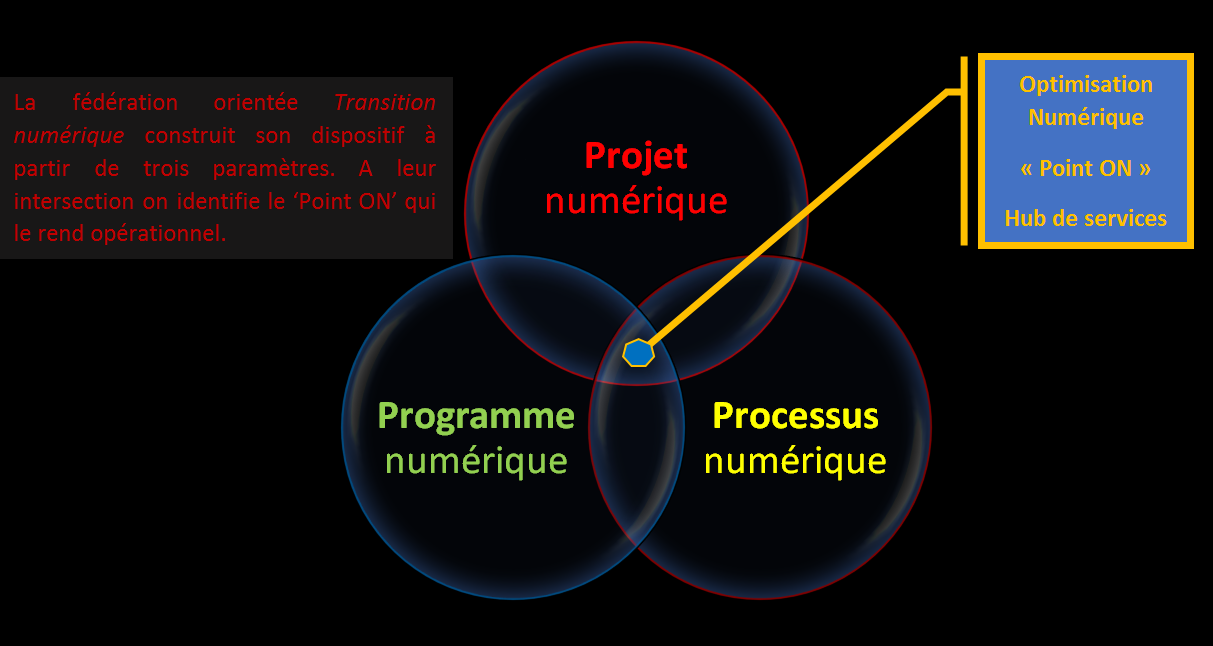 La fédération orientée Transition
numérique construit son dispositif à
partir de trois paramètres. A leur
intersection on identifie le ‘Point ON’ qui
le rend opérationnel.
Projet
numérique
Optimisation
Numérique
« Point ON »
Hub de services
Programme
numérique
Processus
numérique